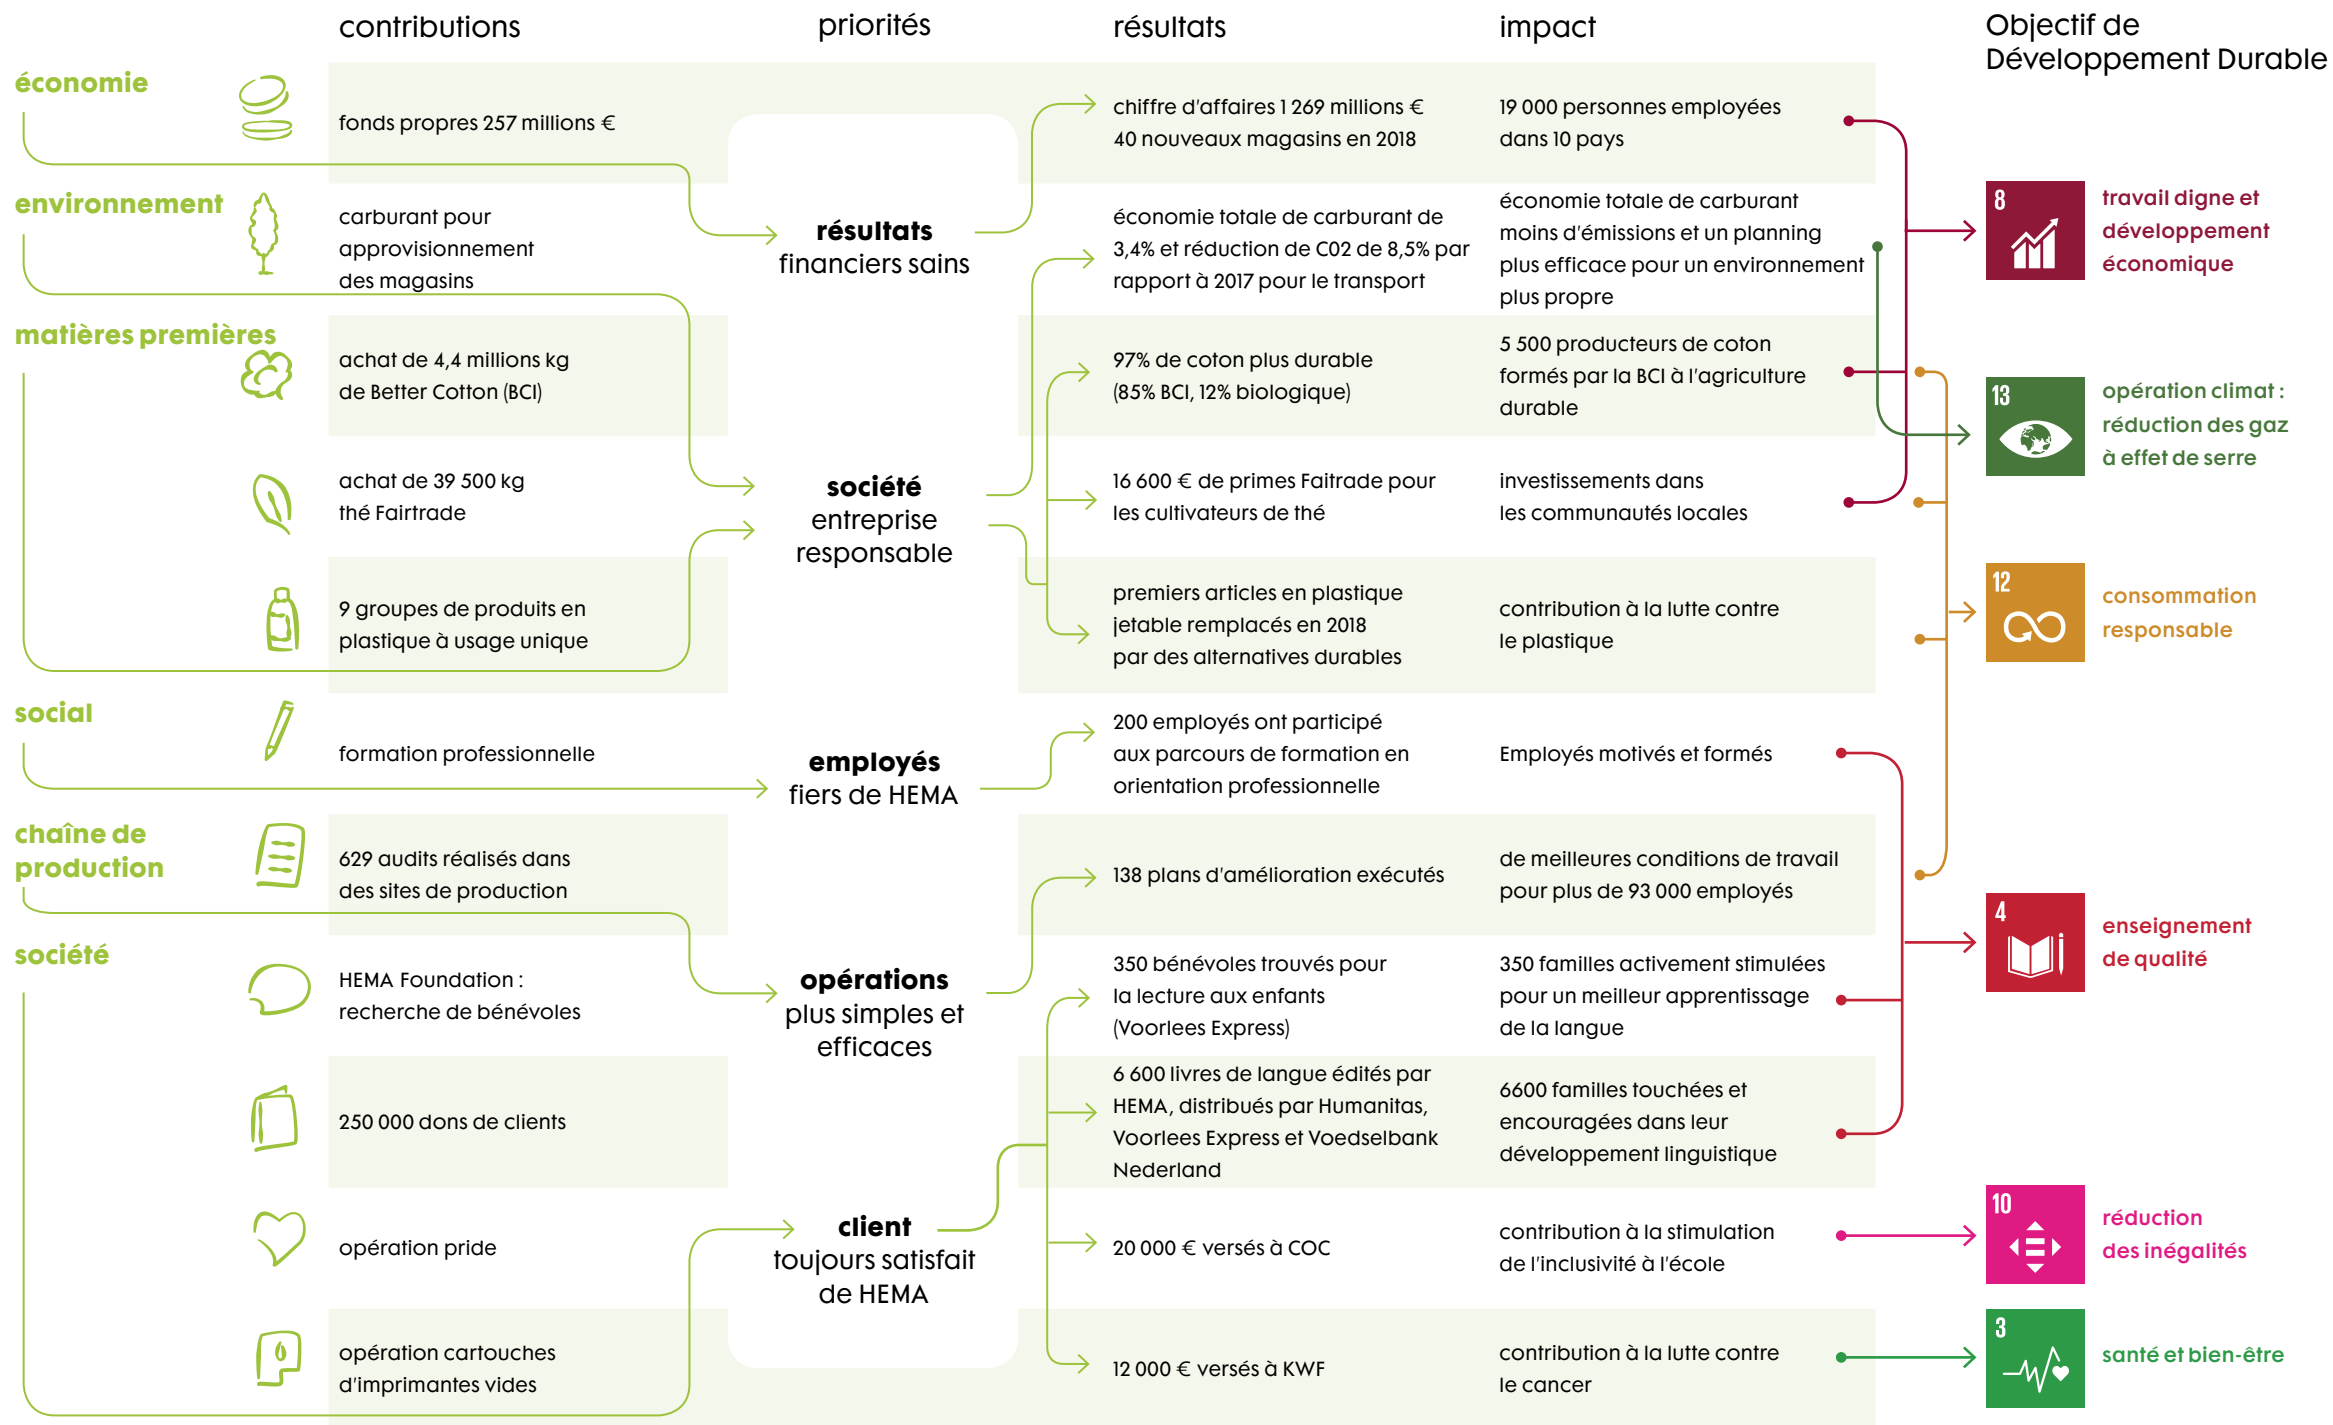 contributions
priorités
résultats
impact
Objectif de
Développement Durable
économie
fonds propres 257 millions €
chiffre d'affaires 1 269 millions €
40 nouveaux magasins en 2018
19 000 personnes employées
dans 10 pays
environnement
carburant pour
approvisionnement
des magasins
résultats
financiers sains
économie totale de carburant de
3,4% et réduction de C02 de 8,5% par
rapport à 2017 pour le transport
économie totale de carburant
moins d'émissions et un planning
plus efficace pour un environnement
plus propre
8
travail digne et
développement
économique
matières premières
achat de 4,4 millions kg
de Better Cotton (BCI)
97% de coton plus durable
(85% BCI, 12% biologique)
5 500 producteurs de coton
formés par la BCI à l'agriculture
durable
13
opération climat :
réduction des gaz
à effet de serre
achat de 39 500 kg
thé Fairtrade
société
entreprise
responsable
16 600 € de primes Faitrade pour
les cultivateurs de thé
investissements dans
les communautés locales
9 groupes de produits en
plastique à usage unique
premiers articles en plastique
jetable remplacés en 2018
par des alternatives durables
contribution à la lutte contre
le plastique
12
consommation
responsable
social
formation professionnelle
employés
fiers de HEMA
200 employés ont participé
aux parcours de formation en
orientation professionnelle
Employés motivés et formés
chaîne de
production
629 audits réalisés dans
des sites de production
138 plans d'amélioration exécutés
de meilleures conditions de travail
pour plus de 93 000 employés
4
enseignement
de qualité
société
HEMA Foundation :
recherche de bénévoles
opérations
plus simples et
efficaces
350 bénévoles trouvés pour
la lecture aux enfants
(Voorlees Express)
350 familles activement stimulées
pour un meilleur apprentissage
de la langue
250 000 dons de clients
6 600 livres de langue édités par
HEMA, distribués par Humanitas,
Voorlees Express et Voedselbank
Nederland
6600 familles touchées et
encouragées dans leur
développement linguistique
opération pride
client
toujours satisfait
de HEMA
20 000 € versés à COC
contribution à la stimulation
de l'inclusivité à l'école
10
réduction
des inégalités
opération cartouches
d'imprimantes vides
12 000 € versés à KWF
contribution à la lutte contre
le cancer
3
santé et bien-être